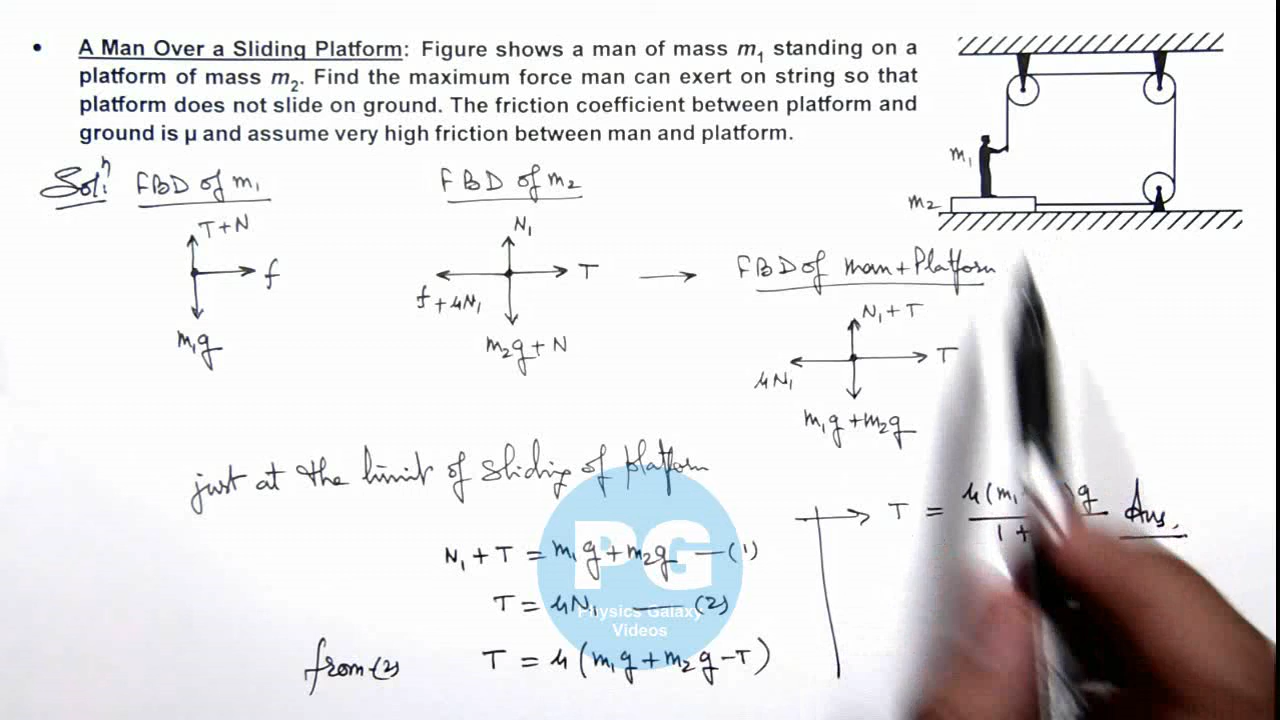 • A Man Over a Sliding Platform: Figure shows a man of mass m₁ standing on a
platform of mass m₂. Find the maximum force man can exert on string so that
platform does not slide on ground. The friction coefficient between platform and
ground is μ and assume very high friction between man and platform.
m₁
m₂
Solⁿ: FBD of m₁
T+N
f
m₁g
FBD of m₂
N₁
T
f+μN₁
m₂g+N
FBD of man+Platform
N₁+T
T
μN₁
m₁g+m₂g
just at the limit of sliding of platform
N₁+T = m₁g+m₂g —(1)
T = μN₁ —(2)
from (2) T = μ(m₁g+m₂g-T)
T = μ(m₁ )g / 1+ Ans.
PG
Physics Galaxy
Videos